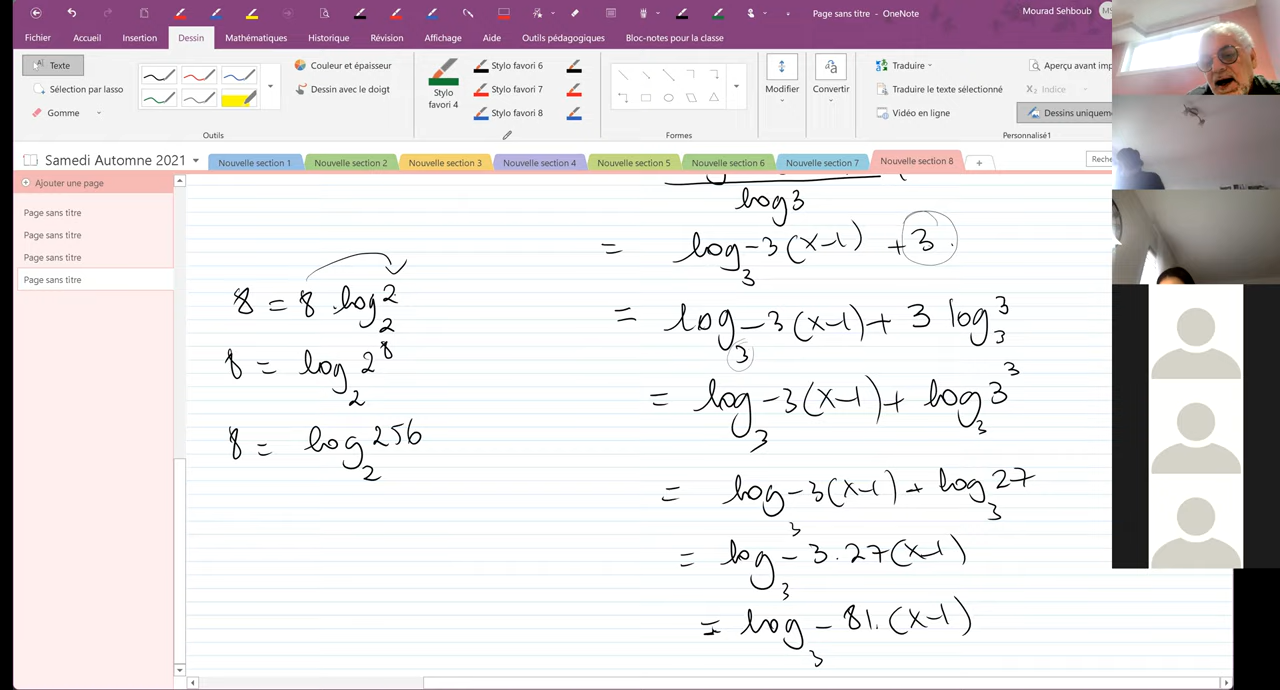 Page sans titre - OneNote
Mourad Sehboub
MS
Fichier Accueil Insertion Dessin Mathématiques Historique Révision Affichage Aide Outils pédagogiques Bloc-notes pour la classe
Texte
Sélection par lasso
Gomme
Outils
Couleur et épaisseur
Dessin avec le doigt
Stylo favori 4
Stylo favori 6
Stylo favori 7
Stylo favori 8
Formes
Modifier
Convertir
Traduire
Traduire le texte sélectionné
Vidéo en ligne
Aperçu avant imp
Indice
Dessins uniqueme
Personnalisé1
Samedi Automne 2021
Nouvelle section 1 Nouvelle section 2 Nouvelle section 3 Nouvelle section 4 Nouvelle section 5 Nouvelle section 6 Nouvelle section 7 Nouvelle section 8
Reche
Ajouter une page
Page sans titre
Page sans titre
Page sans titre
Page sans titre
8 = 8 · log₂ 2
8 = log₂ 2⁸
8 = log₂ 256
log 3
= log₃ -3(x-1) + 3
= log₃ -3(x-1) + 3 log₃ 3
= log₃ -3(x-1) + log₃ 3³
= log₃ -3(x-1) + log₃ 27
= log₃ -3.27(x-1)
= log₃ -81.(x-1)